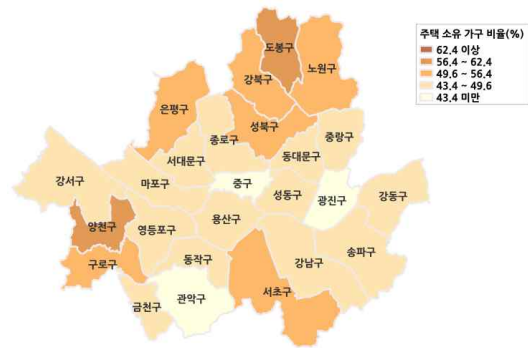 주택 소유 가구 비율(%)
62.4 이상
56.4 ~ 62.4
49.6 ~ 56.4
43.4 ~ 49.6
43.4 미만
도봉구
노원구
강북구
은평구
성북구
중랑구
종로구
서대문구
동대문구
강서구
마포구
중구
성동구
광진구
강동구
양천구
영등포구
용산구
송파구
구로구
동작구
강남구
서초구
관악구
금천구